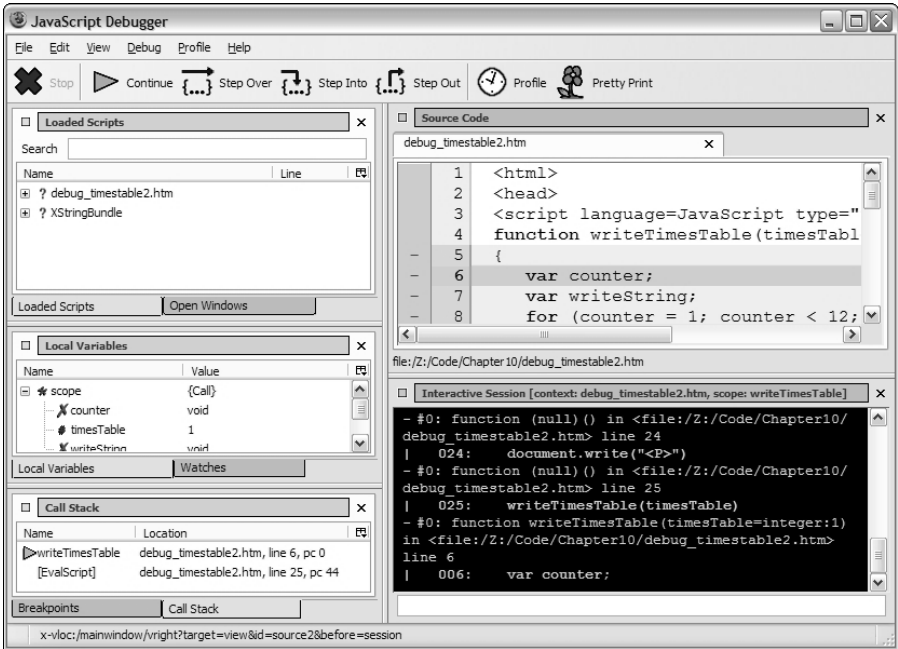 JavaScript Debugger
File Edit View Debug Profile Help
Stop Continue {...} Step Over {...} Step Into {...} Step Out Profile Pretty Print
Loaded Scripts
Search
Name Line
? debug_timestable2.htm
? XStringBundle
Loaded Scripts Open Windows
Local Variables
Name Value
scope {Call}
counter void
timesTable 1
writeString void
Local Variables Watches
Call Stack
Name Location
writeTimesTable debug_timestable2.htm, line 6, pc 0
[EvalScript] debug_timestable2.htm, line 25, pc 44
Breakpoints Call Stack
Source Code
debug_timestable2.htm
1 <html>
2 <head>
3 <script language=JavaScript type="
4 function writeTimesTable(timesTabl
– 5 {
– 6 var counter;
– 7 var writeString;
– 8 for (counter = 1; counter < 12;
file:/Z:/Code/Chapter10/debug_timestable2.htm
Interactive Session [context: debug_timestable2.htm, scope: writeTimesTable]
– #0: function (null)() in <file:/Z:/Code/Chapter10/
debug_timestable2.htm> line 24
| 024: document.write("<P>")
– #0: function (null)() in <file:/Z:/Code/Chapter10/
debug_timestable2.htm> line 25
| 025: writeTimesTable(timesTable)
– #0: function writeTimesTable(timesTable=integer:1)
in <file:/Z:/Code/Chapter10/debug_timestable2.htm>
line 6
| 006: var counter;
x-vloc:/mainwindow/vright?target=view&id=source2&before=session